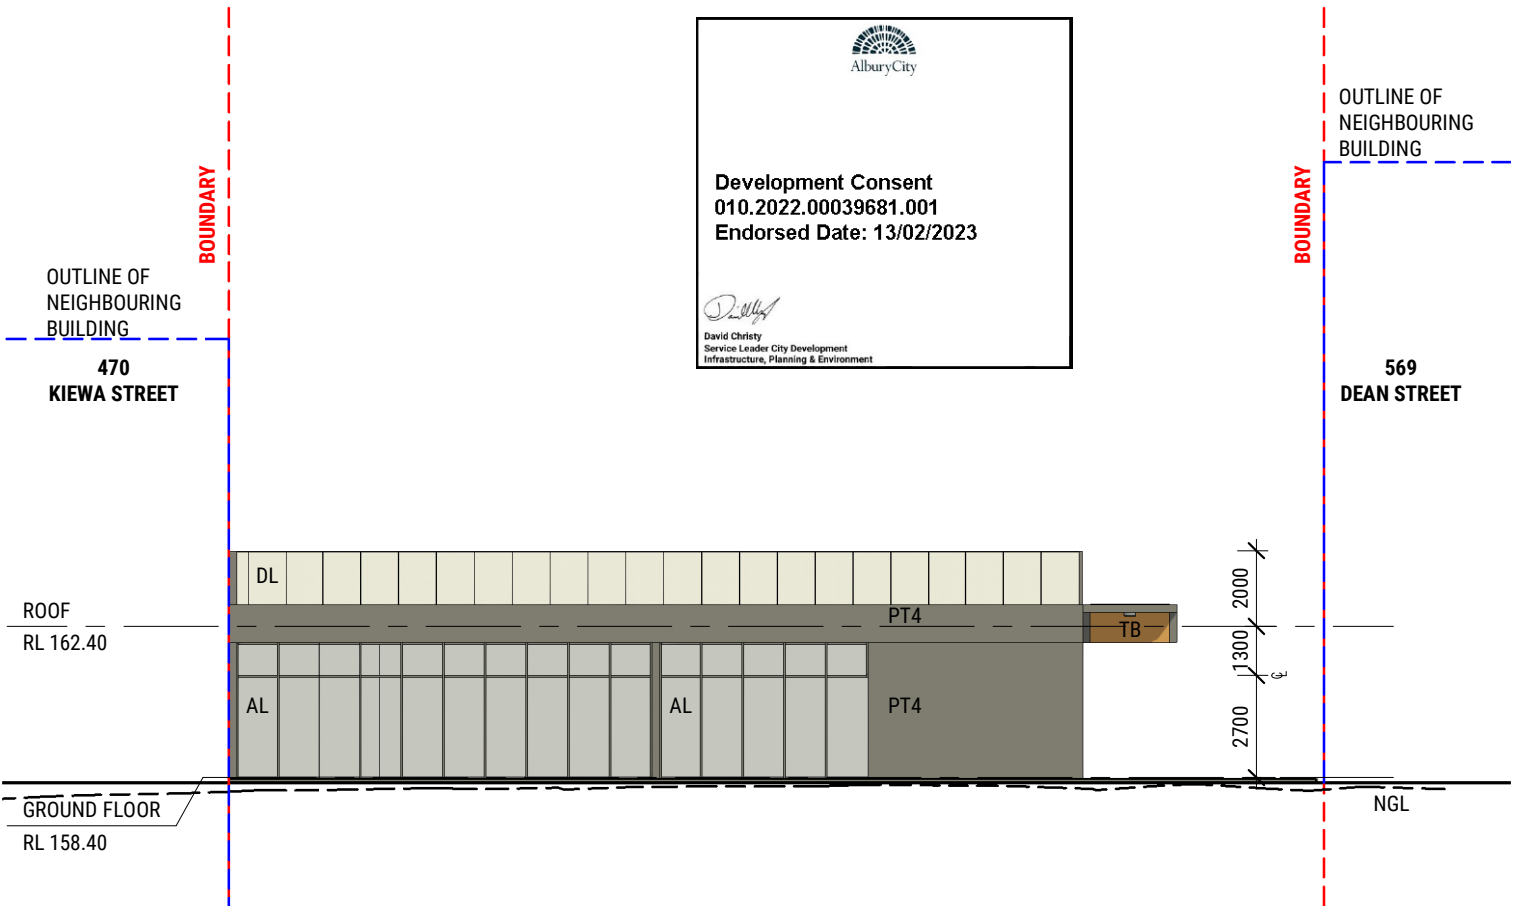 AlburyCity
Development Consent
010.2022.00039681.001
Endorsed Date: 13/02/2023
David Christy
Service Leader City Development
Infrastructure, Planning & Environment
OUTLINE OF
NEIGHBOURING
BUILDING
BOUNDARY
470
KIEWA STREET
OUTLINE OF
NEIGHBOURING
BUILDING
BOUNDARY
569
DEAN STREET
DL
PT4
TB
ROOF
RL 162.40
AL
AL
PT4
2000
1300
2700
GROUND FLOOR
RL 158.40
NGL